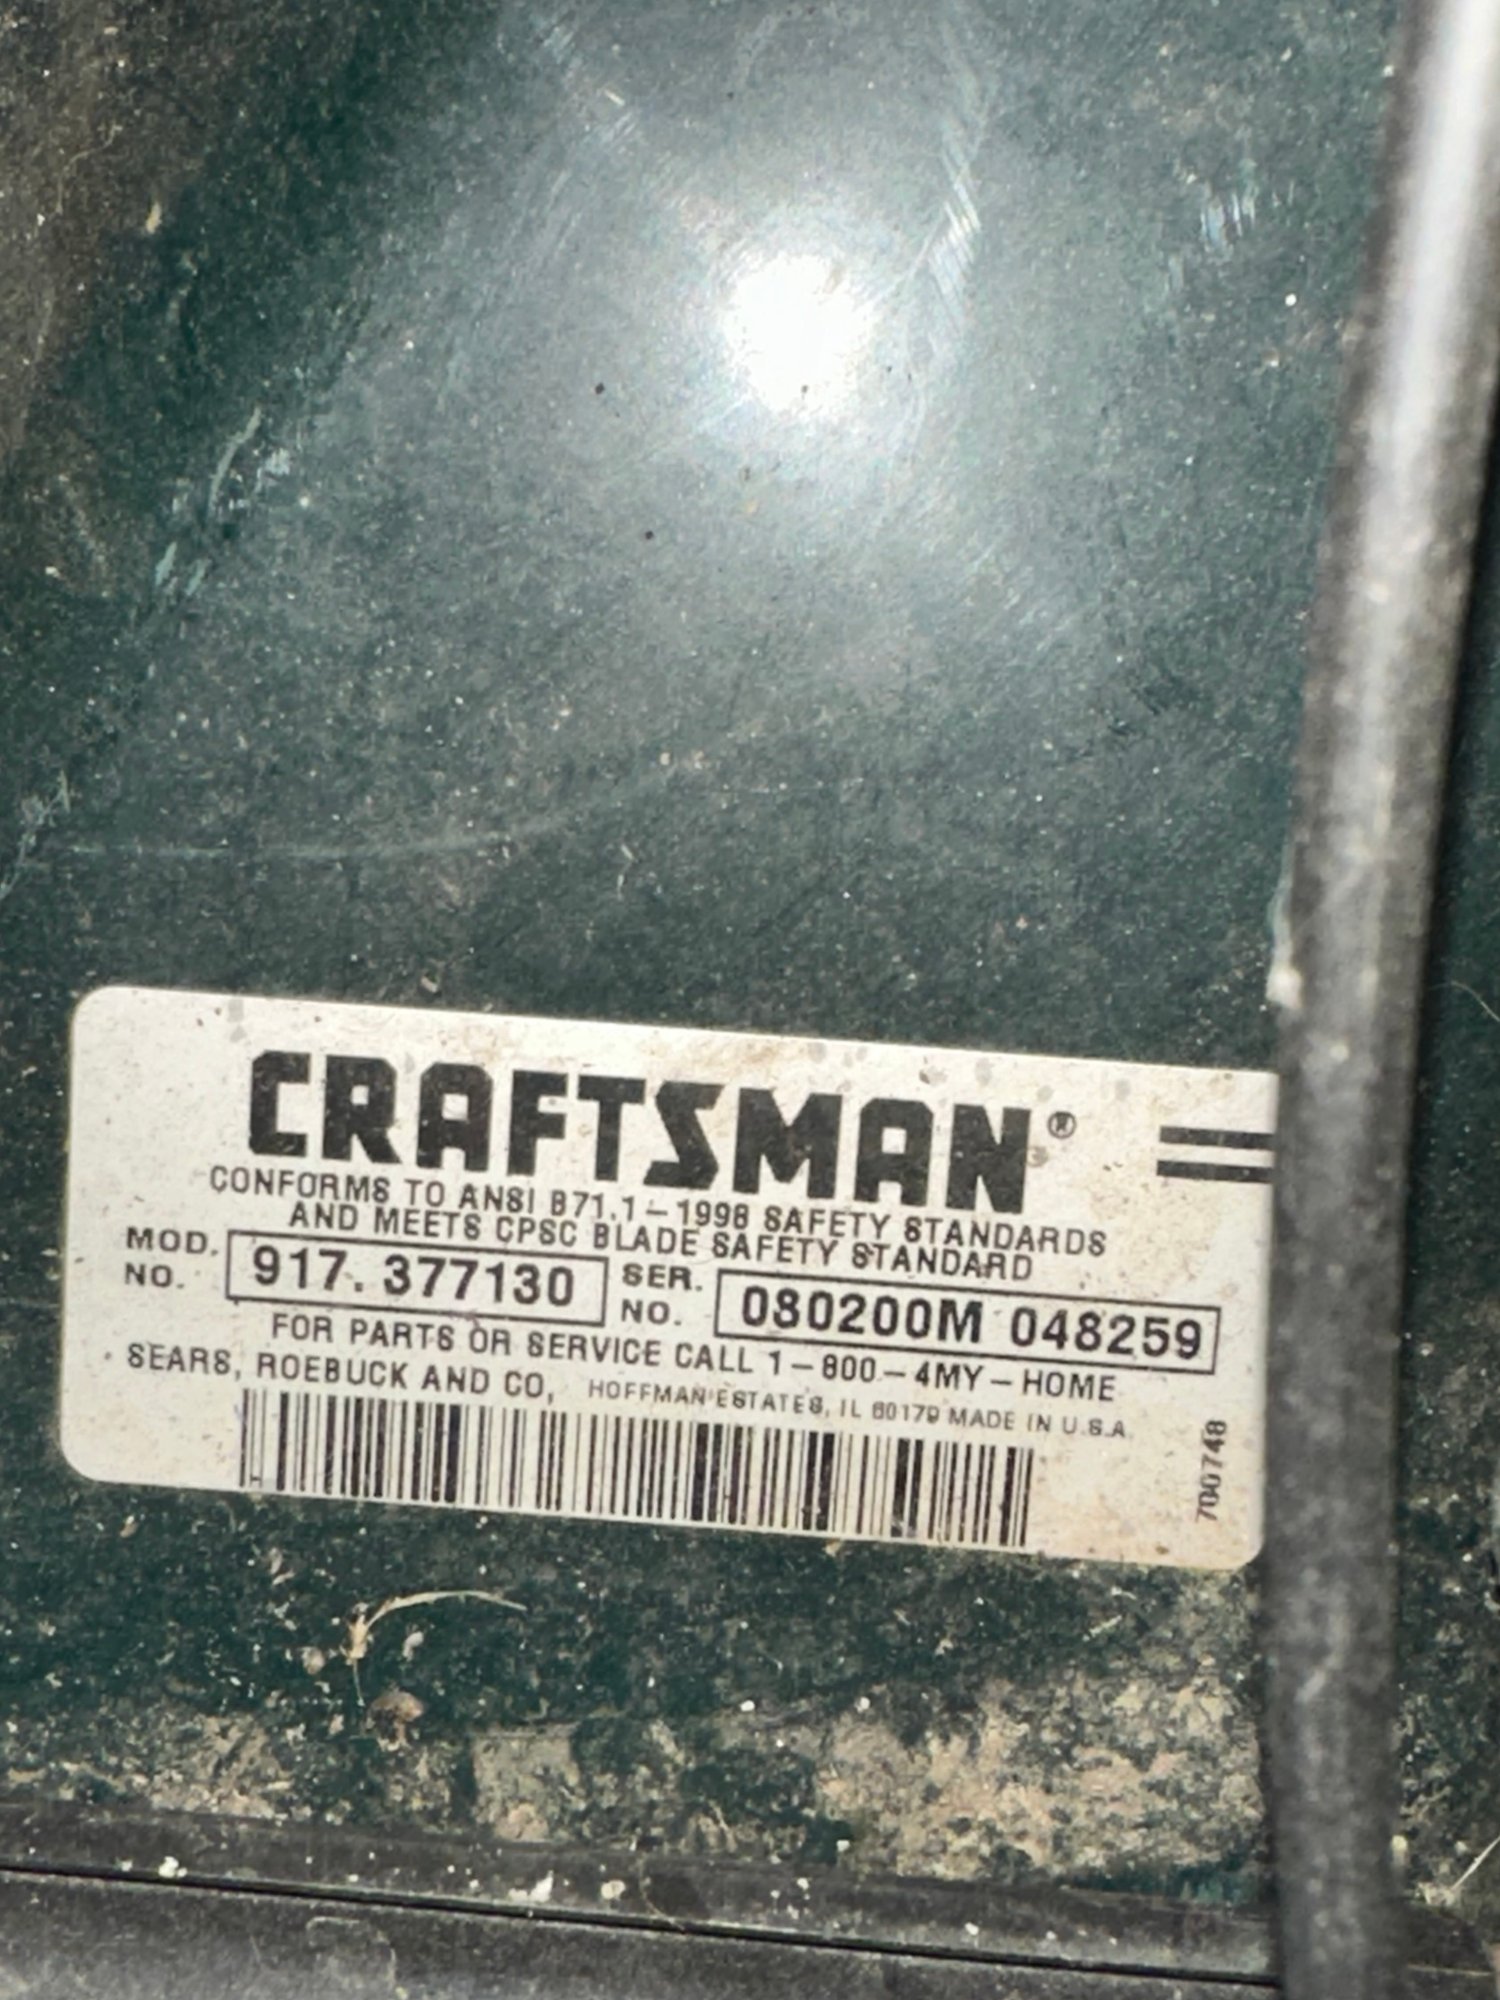 CRAFTSMAN®
CONFORMS TO ANSI B71.1-1998 SAFETY STANDARDS
AND MEETS CPSC BLADE SAFETY STANDARD
MOD. NO. 917.377130 SER. NO. 080200M 048259
FOR PARTS OR SERVICE CALL 1-800-4MY-HOME
SEARS, ROEBUCK AND CO, HOFFMAN ESTATES, IL 60179 MADE IN U.S.A.
700748